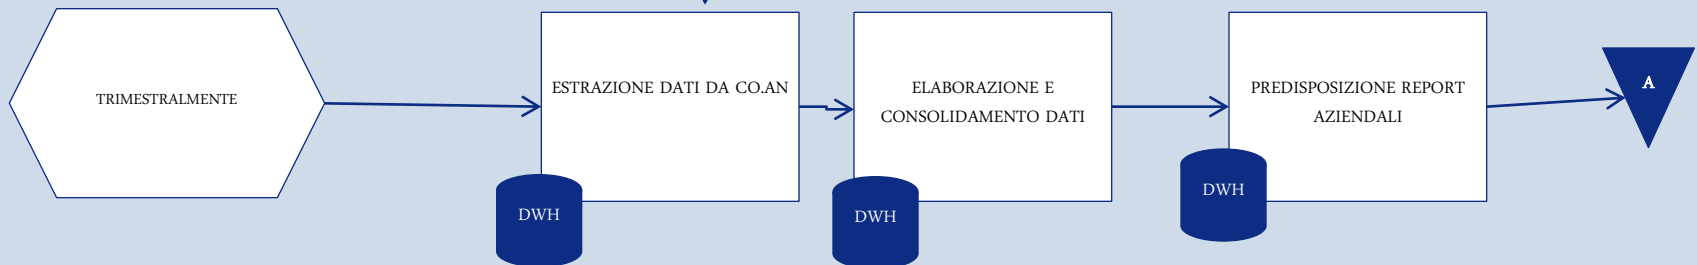 TRIMESTRALMENTE
ESTRAZIONE DATI DA CO.AN
ELABORAZIONE E
CONSOLIDAMENTO DATI
PREDISPOSIZIONE REPORT
AZIENDALI
A
DWH
DWH
DWH